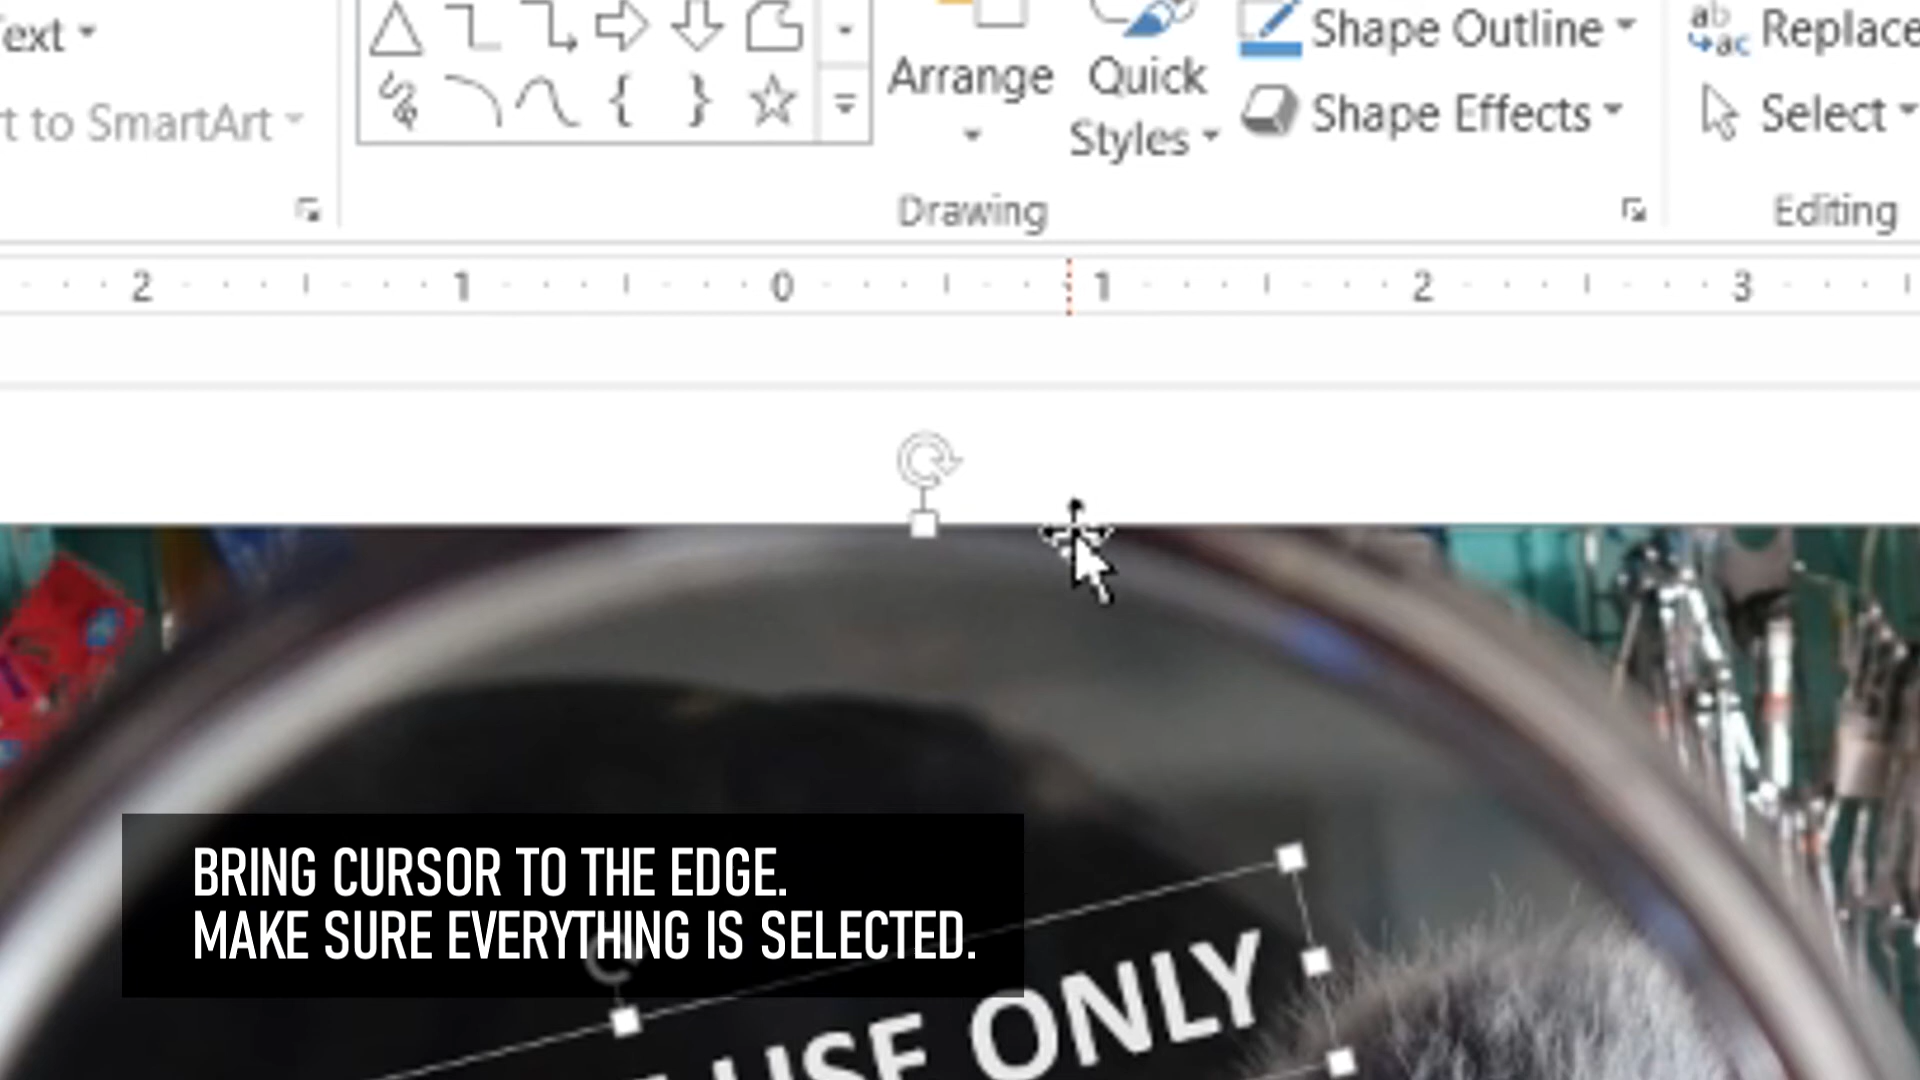 ext
t to SmartArt
Arrange
Quick
Styles
Shape Outline
Shape Effects
Replace
Select
Drawing
Editing
2 1 0 1 2 3
BRING CURSOR TO THE EDGE.
MAKE SURE EVERYTHING IS SELECTED.
USE ONLY